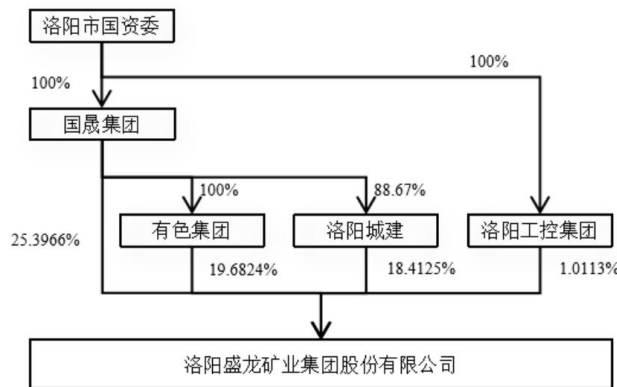 洛阳市国资委
100%
100%
国晟集团
100%
88.67%
有色集团
洛阳城建
洛阳工控集团
25.3966%
19.6824%
18.4125%
1.0113%
洛阳盛龙矿业集团股份有限公司